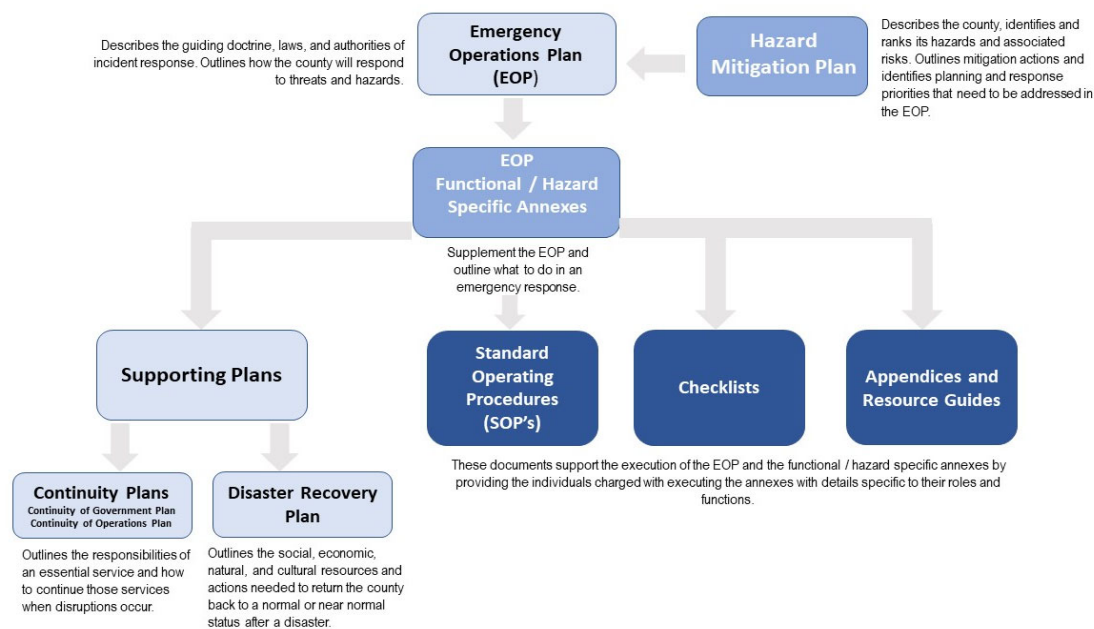 Describes the guiding doctrine, laws, and authorities of
incident response. Outlines how the county will respond
to threats and hazards.
Emergency
Operations Plan
(EOP)
Hazard
Mitigation Plan
Describes the county, identifies and
ranks its hazards and associated
risks. Outlines mitigation actions and
identifies planning and response
priorities that need to be addressed in
the EOP.
EOP
Functional / Hazard
Specific Annexes
Supplement the EOP and
outline what to do in an
emergency response.
Supporting Plans
Standard
Operating
Procedures
(SOP's)
Checklists
Appendices and
Resource Guides
These documents support the execution of the EOP and the functional / hazard specific annexes by
providing the individuals charged with executing the annexes with details specific to their roles and
functions.
Continuity Plans
Continuity of Government Plan
Continuity of Operations Plan
Outlines the responsibilities of
an essential service and how
to continue those services
when disruptions occur.
Disaster Recovery
Plan
Outlines the social, economic,
natural, and cultural resources and
actions needed to return the county
back to a normal or near normal
status after a disaster.